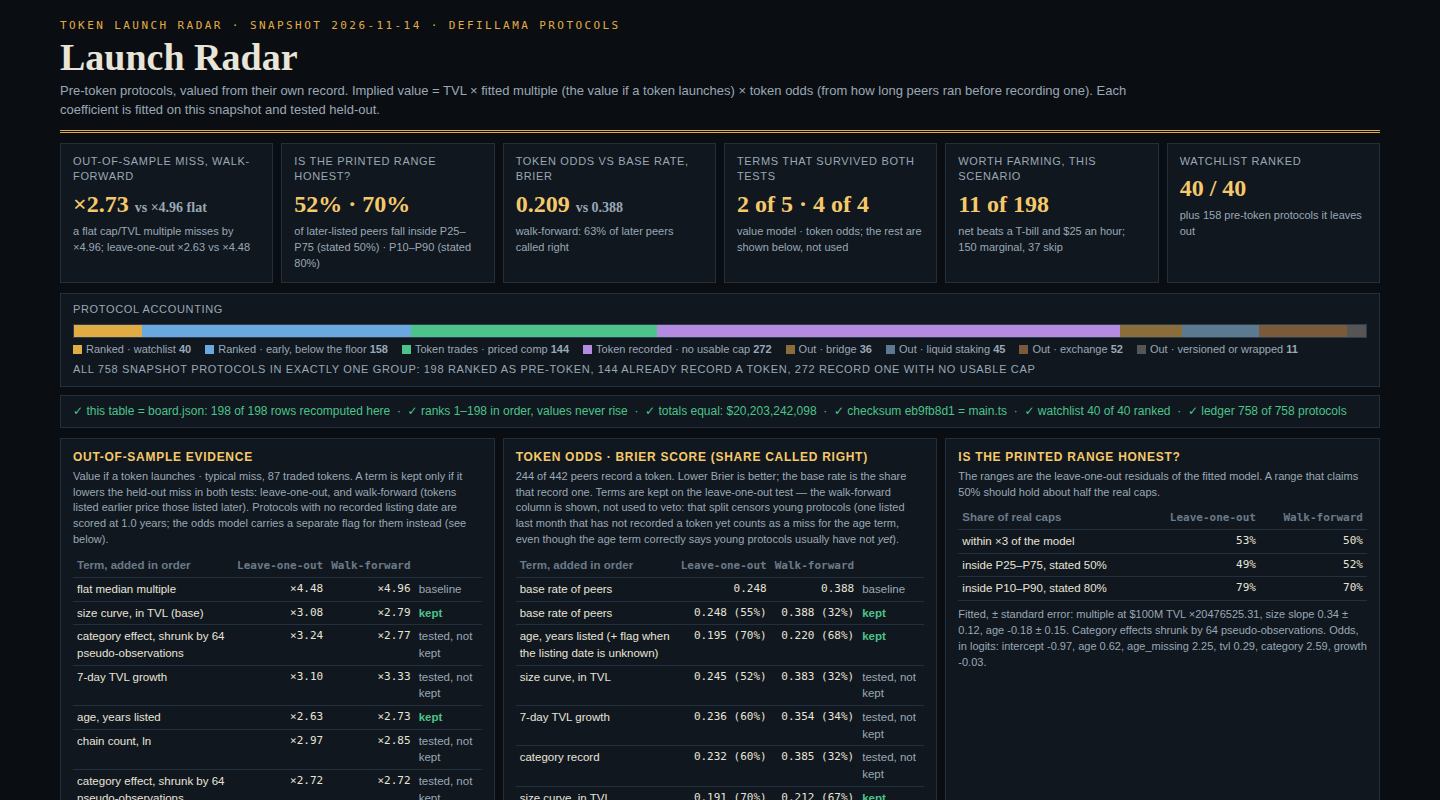 TOKEN LAUNCH RADAR · SNAPSHOT 2026-11-14 · DEFILLAMA PROTOCOLS
Launch Radar
Pre-token protocols, valued from their own record. Implied value = TVL × fitted multiple (the value if a token launches) × token odds (from how long peers ran before recording one). Each
coefficient is fitted on this snapshot and tested held-out.
OUT-OF-SAMPLE MISS, WALK-
FORWARD
×2.73 vs ×4.96 flat
a flat cap/TVL multiple misses by
×4.96; leave-one-out ×2.63 vs ×4.48
IS THE PRINTED RANGE
HONEST?
52% · 70%
of later-listed peers fall inside P25–
P75 (stated 50%) · P10–P90 (stated
80%)
TOKEN ODDS VS BASE RATE,
BRIER
0.209 vs 0.388
walk-forward: 63% of later peers
called right
TERMS THAT SURVIVED BOTH
TESTS
2 of 5 · 4 of 4
value model · token odds; the rest are
shown below, not used
WORTH FARMING, THIS
SCENARIO
11 of 198
net beats a T-bill and $25 an hour;
150 marginal, 37 skip
WATCHLIST RANKED
40 / 40
plus 158 pre-token protocols it leaves
out
PROTOCOL ACCOUNTING
Ranked · watchlist 40 Ranked · early, below the floor 158 Token trades · priced comp 144 Token recorded · no usable cap 272 Out · bridge 36 Out · liquid staking 45 Out · exchange 52 Out · versioned or wrapped 11
ALL 758 SNAPSHOT PROTOCOLS IN EXACTLY ONE GROUP: 198 RANKED AS PRE-TOKEN, 144 ALREADY RECORD A TOKEN, 272 RECORD ONE WITH NO USABLE CAP
✓ this table = board.json: 198 of 198 rows recomputed here · ✓ ranks 1–198 in order, values never rise · ✓ totals equal: $20,203,242,098 · ✓ checksum eb9fb8d1 = main.ts · ✓ watchlist 40 of 40 ranked · ✓ ledger 758 of 758 protocols
OUT-OF-SAMPLE EVIDENCE
Value if a token launches · typical miss, 87 traded tokens. A term is kept only if it
lowers the held-out miss in both tests: leave-one-out, and walk-forward (tokens
listed earlier price those listed later). Protocols with no recorded listing date are
scored at 1.0 years; the odds model carries a separate flag for them instead (see
below).
Term, added in order Leave-one-out Walk-forward
flat median multiple ×4.48 ×4.96 baseline
size curve, in TVL (base) ×3.08 ×2.79 kept
category effect, shrunk by 64 ×3.24 ×2.77 tested, not
pseudo-observations kept
7-day TVL growth ×3.10 ×3.33 tested, not
kept
age, years listed ×2.63 ×2.73 kept
chain count, ln ×2.97 ×2.85 tested, not
kept
category effect, shrunk by 64 ×2.72 ×2.72 tested, not
pseudo-observations kept
TOKEN ODDS · BRIER SCORE (SHARE CALLED RIGHT)
244 of 442 peers record a token. Lower Brier is better; the base rate is the share
that record one. Terms are kept on the leave-one-out test — the walk-forward
column is shown, not used to veto: that split censors young protocols (one listed
last month that has not recorded a token yet counts as a miss for the age term,
even though the age term correctly says young protocols usually have not yet).
Term, added in order Leave-one-out Walk-forward
base rate of peers 0.248 0.388 baseline
base rate of peers 0.248 (55%) 0.388 (32%) kept
age, years listed (+ flag when 0.195 (70%) 0.220 (68%) kept
the listing date is unknown)
size curve, in TVL 0.245 (52%) 0.383 (32%) tested, not
kept
7-day TVL growth 0.236 (60%) 0.354 (34%) tested, not
kept
category record 0.232 (60%) 0.385 (32%) tested, not
kept
size curve, in TVL 0.191 (70%) 0.212 (67%) kept
IS THE PRINTED RANGE HONEST?
The ranges are the leave-one-out residuals of the fitted model. A range that claims
50% should hold about half the real caps.
Share of real caps Leave-one-out Walk-forward
within ×3 of the model 53% 50%
inside P25–P75, stated 50% 49% 52%
inside P10–P90, stated 80% 79% 70%
Fitted, ± standard error: multiple at $100M TVL ×20476525.31, size slope 0.34 ±
0.12, age -0.18 ± 0.15. Category effects shrunk by 64 pseudo-observations. Odds,
in logits: intercept -0.97, age 0.62, age_missing 2.25, tvl 0.29, category 2.59, growth
-0.03.